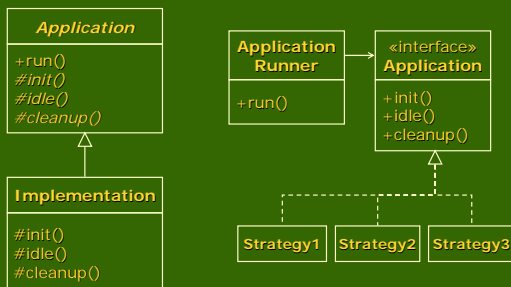 Application
+run()
#init()
#idle()
#cleanup()
Implementation
#init()
#idle()
#cleanup()
Application
Runner
+run()
«interface»
Application
+init()
+idle()
+cleanup()
Strategy1
Strategy2
Strategy3